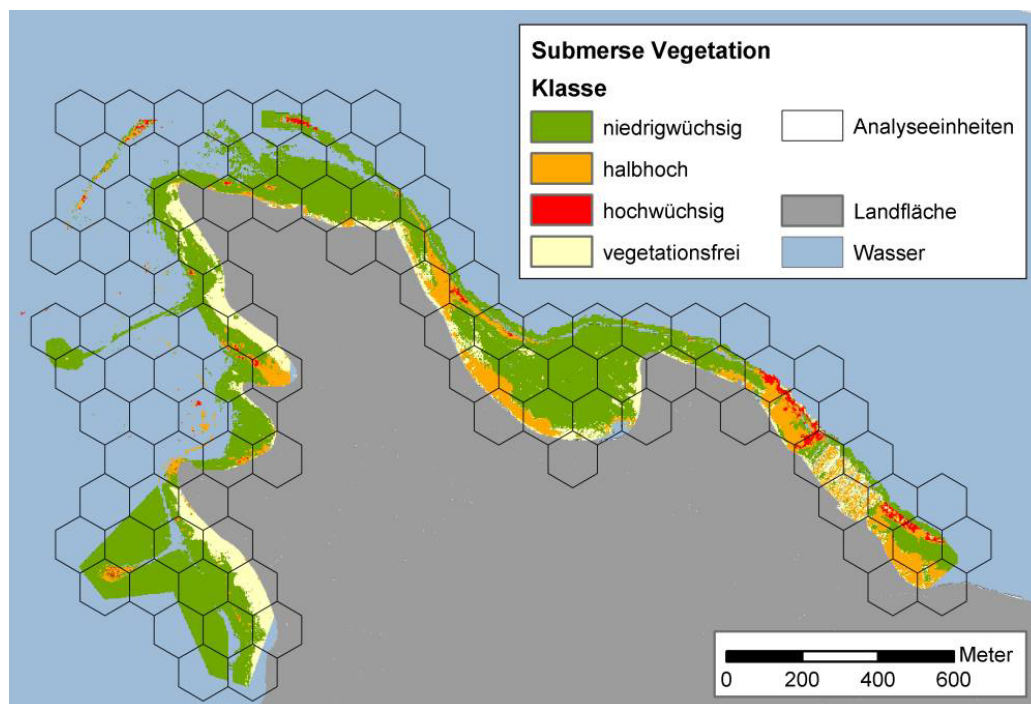 Submerse Vegetation
Klasse
niedrigwüchsig
halbhoch
hochwüchsig
vegetationsfrei
Analyseeinheiten
Landfläche
Wasser
Meter
0 200 400 600